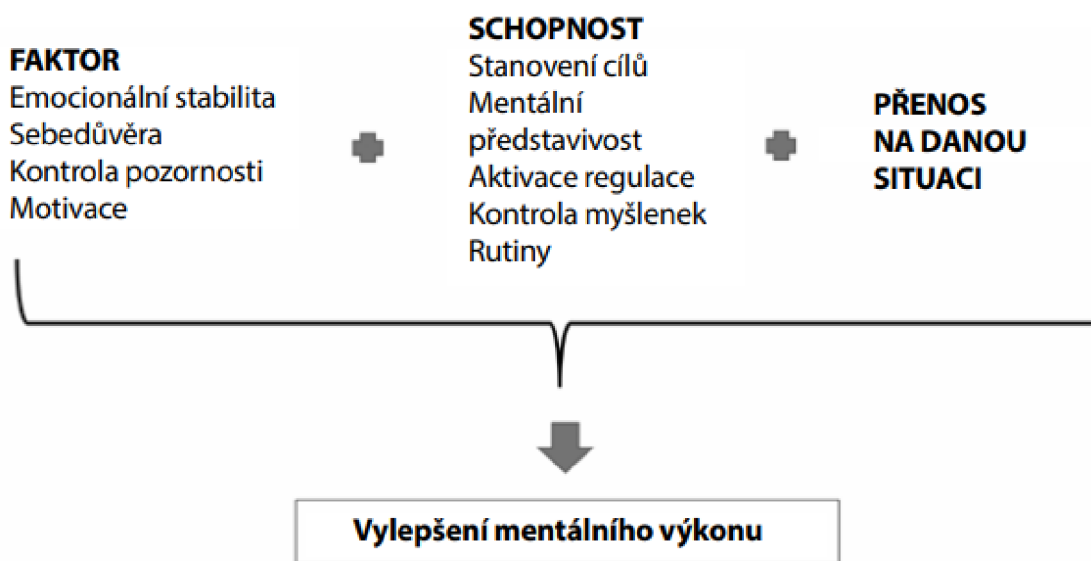 FAKTOR
Emocionální stabilita
Sebedůvěra
Kontrola pozornosti
Motivace
SCHOPNOST
Stanovení cílů
Mentální
představivost
Aktivace regulace
Kontrola myšlenek
Rutiny
PŘENOS
NA DANOU
SITUACI
Vylepšení mentálního výkonu